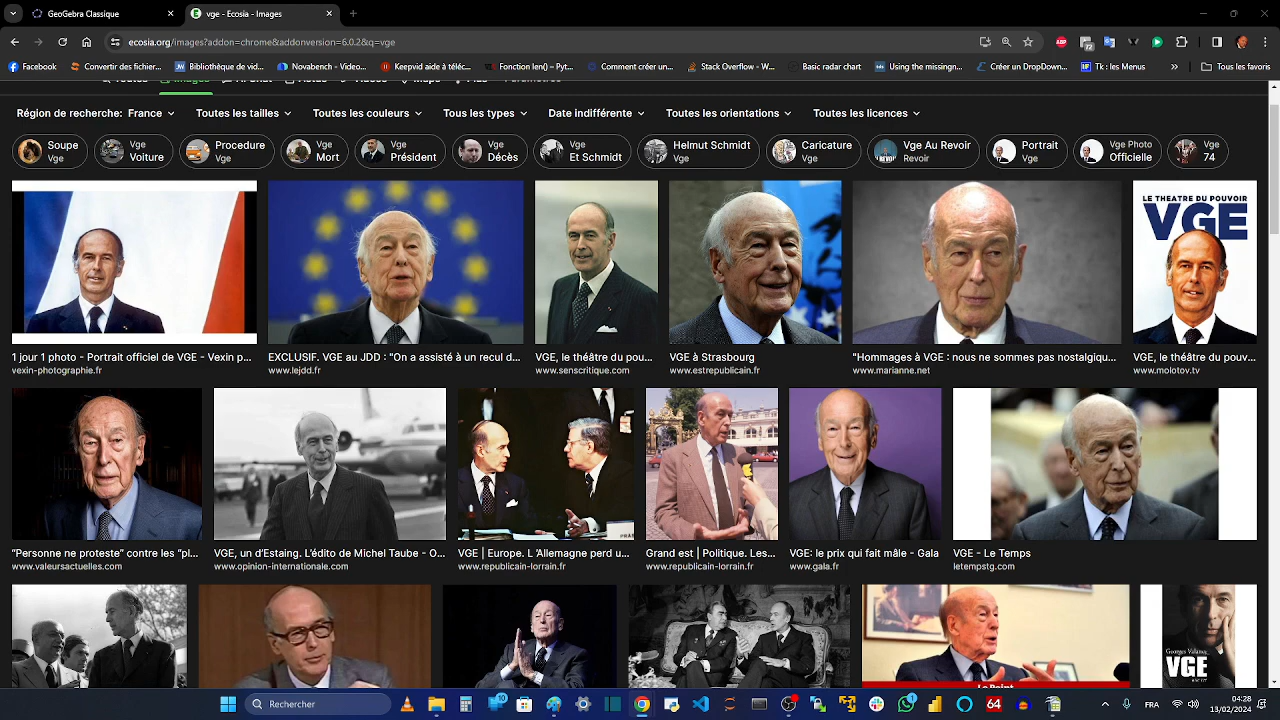 GeoGebra Classique
vge - Ecosia - Images
ecosia.org/images?addon=chrome&addonversion=6.0.2&q=vge
Facebook
Convertir des fichier...
Bibliothèque des obj...
Novabench - Video...
Keepvid aide à téléc...
Fonction len() – Pyt...
Comment créer un...
Stackoverflow - W...
Basic radar chart
Using the missingn...
Créer un DropDown...
Tk : les Menus
Tous les favoris
Région de recherche: France
Toutes les tailles
Toutes les couleurs
Tous les types
Date indifférente
Toutes les orientations
Toutes les licences
Soupe
Vge
Vge
Voiture
Procedure
Vge
Vge
Mort
Vge
Président
Vge
Décès
Vge
Et Schmidt
Helmut Schmidt
Vge
Caricature
Vge
Vge Au Revoir
Revoir
Portrait
Vge
Vge Photo
Officielle
Vge
74
LE THEATRE DU POUVOIR
VGE
1 jour 1 photo - Portrait officiel de VGE - Vexin p...
vexin-photographie.fr
EXCLUSIF. VGE au JDD : "On a assisté à un recul d...
www.lejdd.fr
VGE, le théâtre du pou...
www.senscritique.com
VGE à Strasbourg
www.estrepublicain.fr
"Hommages à VGE : nous ne sommes pas nostalgiqu...
www.marianne.net
VGE, le théâtre du pouv...
www.molotov.tv
"Personne ne proteste" contre les "pl...
www.valeursactuelles.com
VGE, un d'Estaing. L'édito de Michel Taube - O...
www.opinion-internationale.com
VGE | Europe. L 'Allemagne perd u...
www.republicain-lorrain.fr
Grand est | Politique. Les...
www.republicain-lorrain.fr
VGE: le prix qui fait mâle - Gala
www.gala.fr
VGE - Le Temps
letempstg.com
Georges Valance
VGE
Le Point
Rechercher
FRA
04:28
13/02/2024